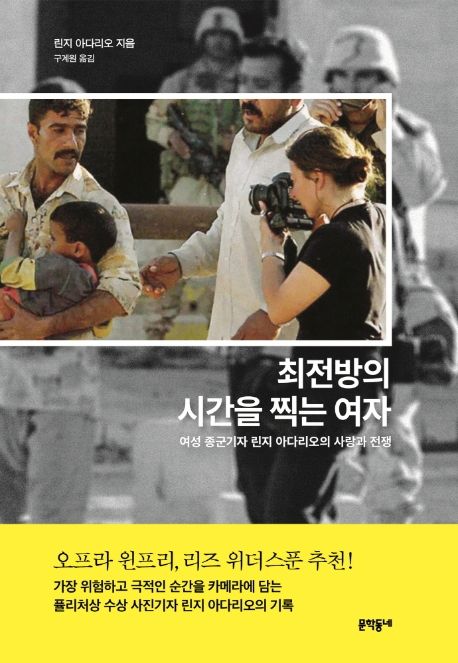 린지 아다리오 지음
구계원 옮김
최전방의
시간을 찍는 여자
여성 종군기자 린지 아다리오의 사랑과 전쟁
오프라 윈프리, 리즈 위더스푼 추천!
가장 위험하고 극적인 순간을 카메라에 담는
퓰리처상 수상 사진기자 린지 아다리오의 기록
문학동네